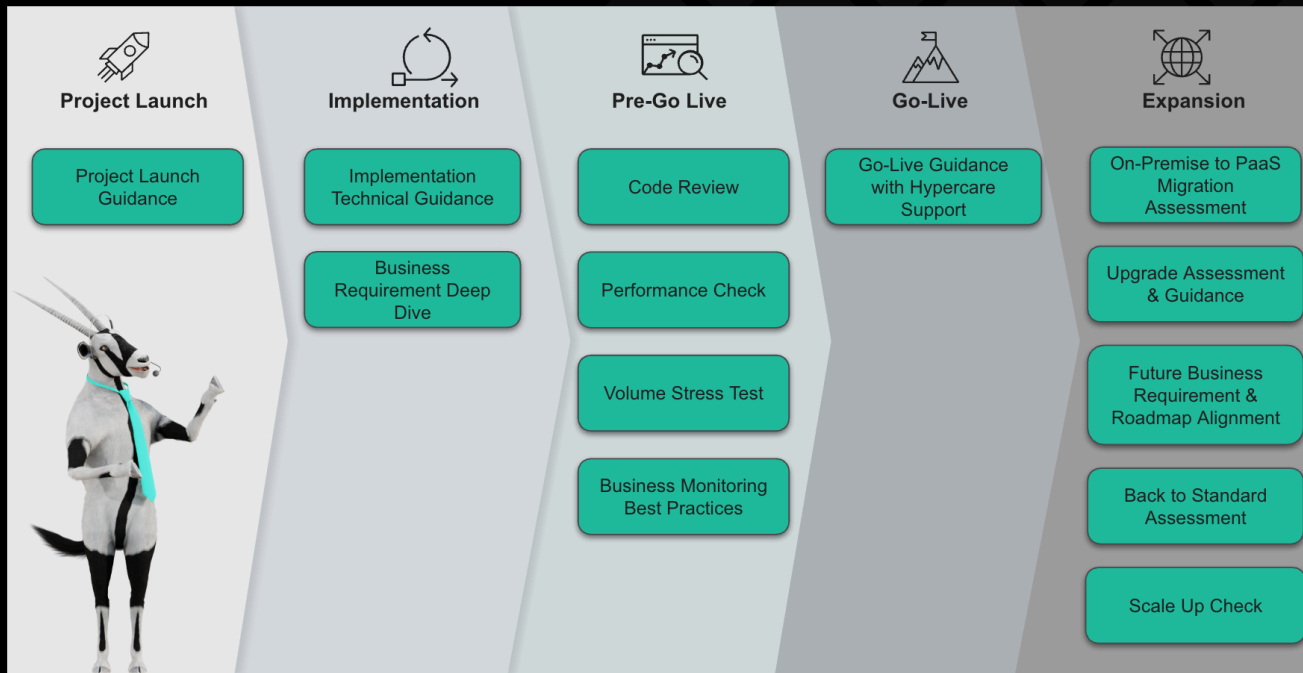 Project Launch
Implementation
Pre-Go Live
Go-Live
Expansion
Project Launch
Guidance
Implementation
Technical Guidance
Business
Requirement Deep
Dive
Code Review
Performance Check
Volume Stress Test
Business Monitoring
Best Practices
Go-Live Guidance
with Hypercare
Support
On-Premise to PaaS
Migration
Assessment
Upgrade Assessment
& Guidance
Future Business
Requirement &
Roadmap Alignment
Back to Standard
Assessment
Scale Up Check